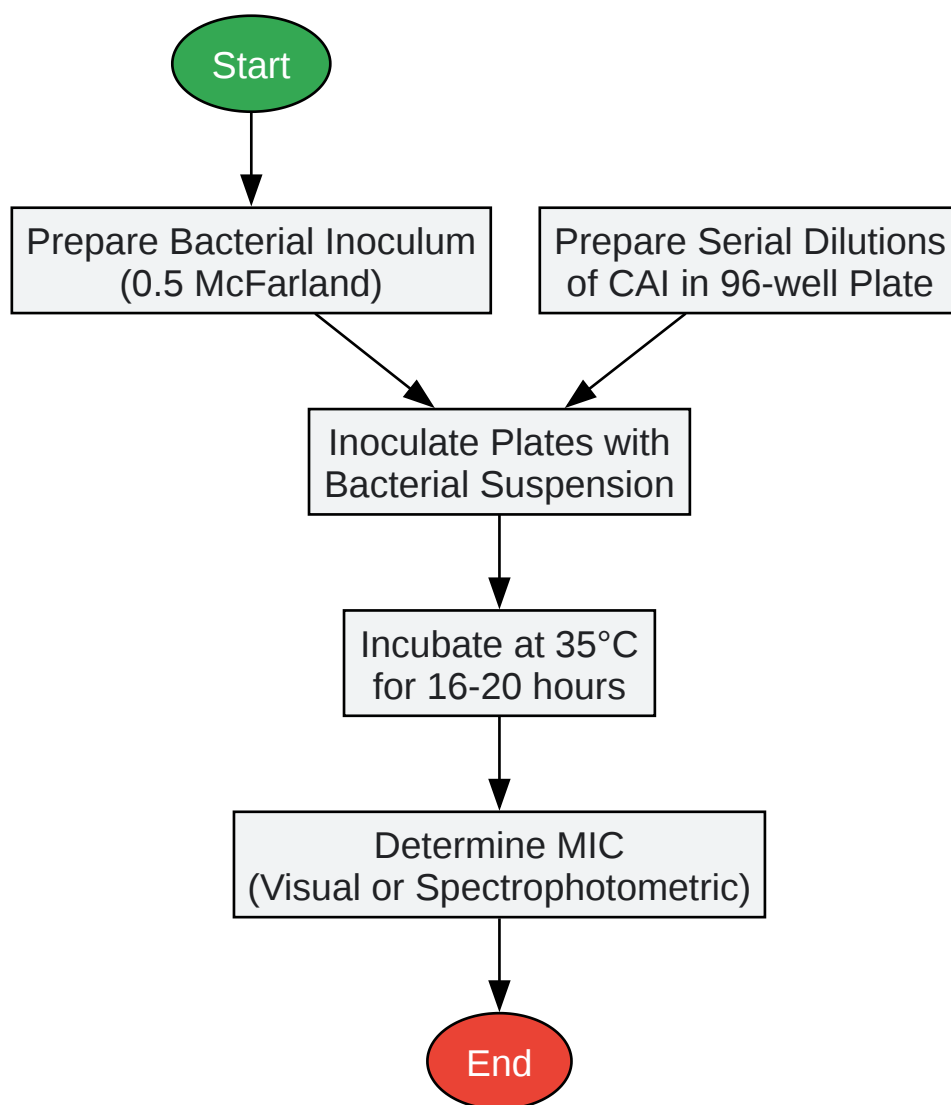 Start
Prepare Bacterial Inoculum
(0.5 McFarland)
Prepare Serial Dilutions
of CAI in 96-well Plate
Inoculate Plates with
Bacterial Suspension
Incubate at 35°C
for 16-20 hours
Determine MIC
(Visual or Spectrophotometric)
End